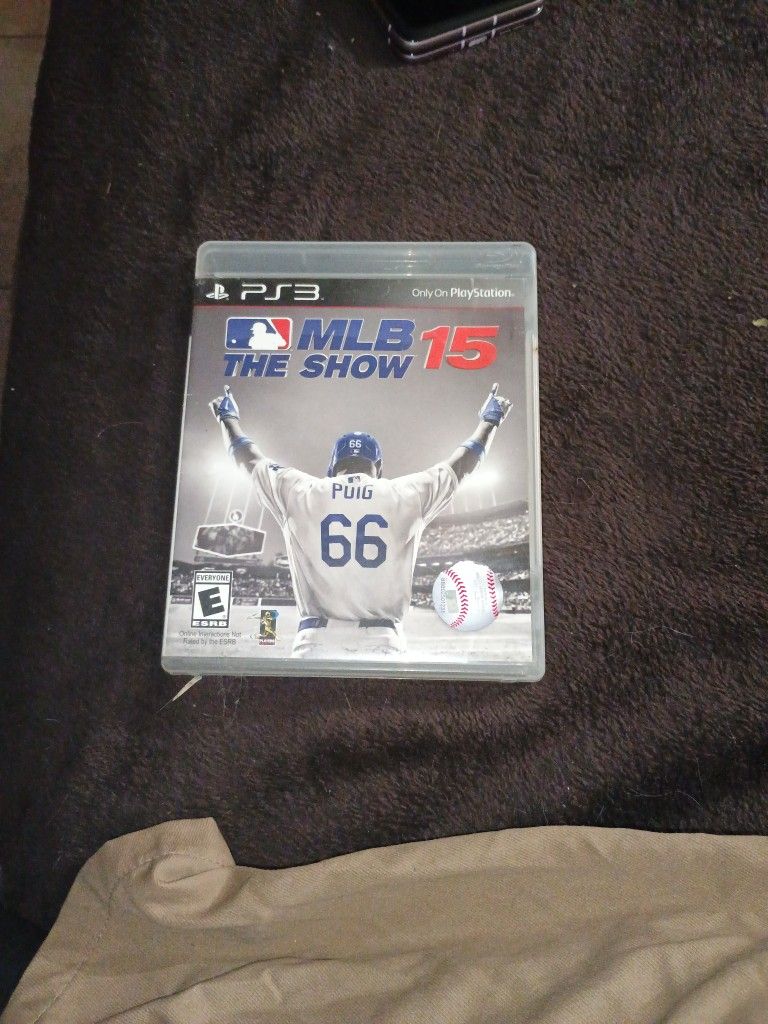 PS3
Only On PlayStation
MLB 15
THE SHOW
66
PUIG
66
EVERYONE
E
ESRB
Online Interactions Not
Rated by the ESRB